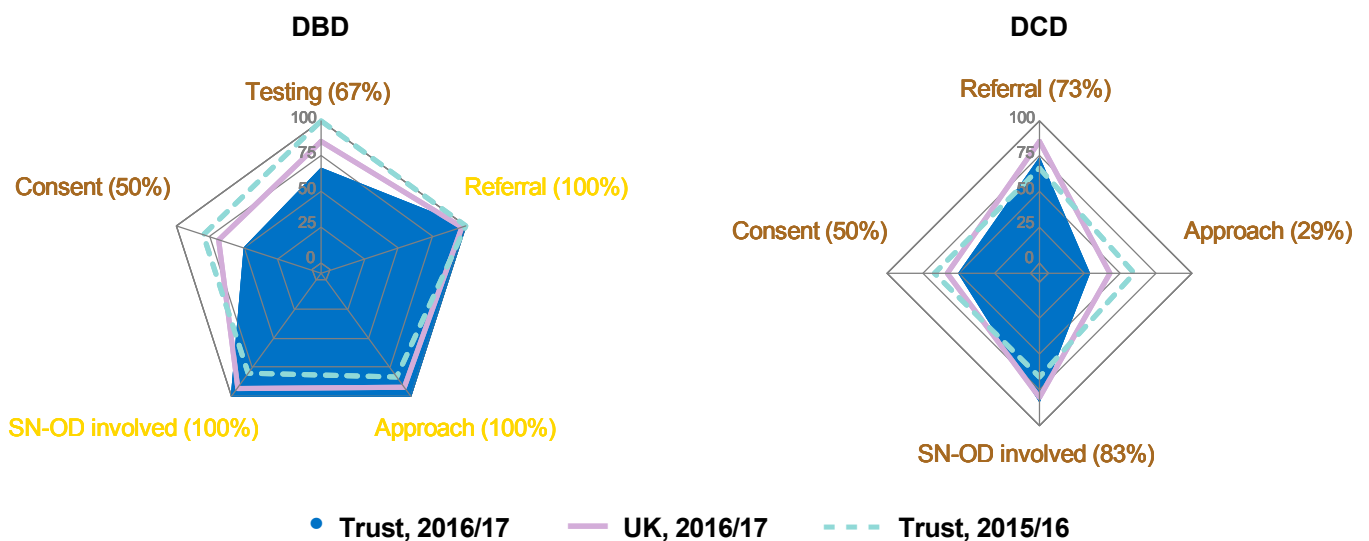 DBD
Testing (67%)
100
75
50
25
0
Consent (50%)
Referral (100%)
SN-OD involved (100%)
Approach (100%)
DCD
Referral (73%)
100
75
50
25
0
Consent (50%)
Approach (29%)
SN-OD involved (83%)
Trust, 2016/17 UK, 2016/17 Trust, 2015/16